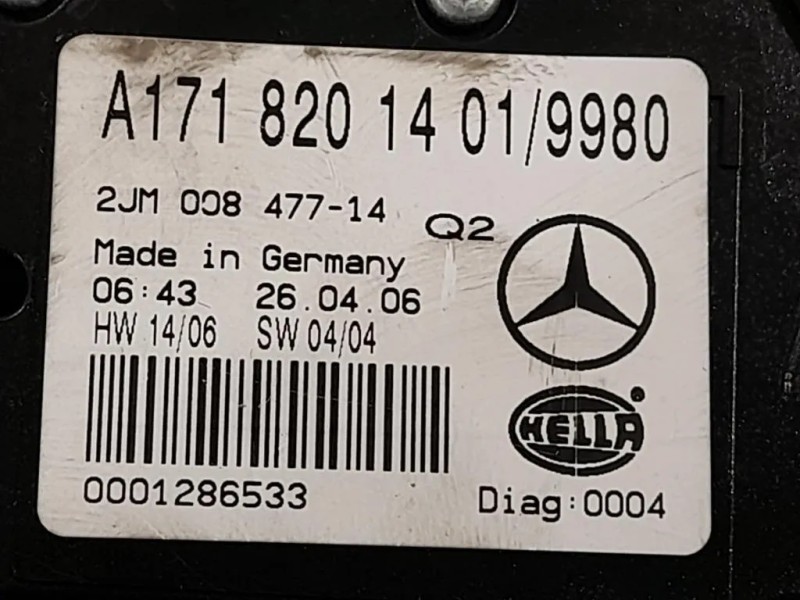 A171 820 14 01/9980
2JM 008 477-14 Q2
Made in Germany
06:43 26.04.06
HW 14/06 SW 04/04
HELLA ®
0001286533
Diag:0004